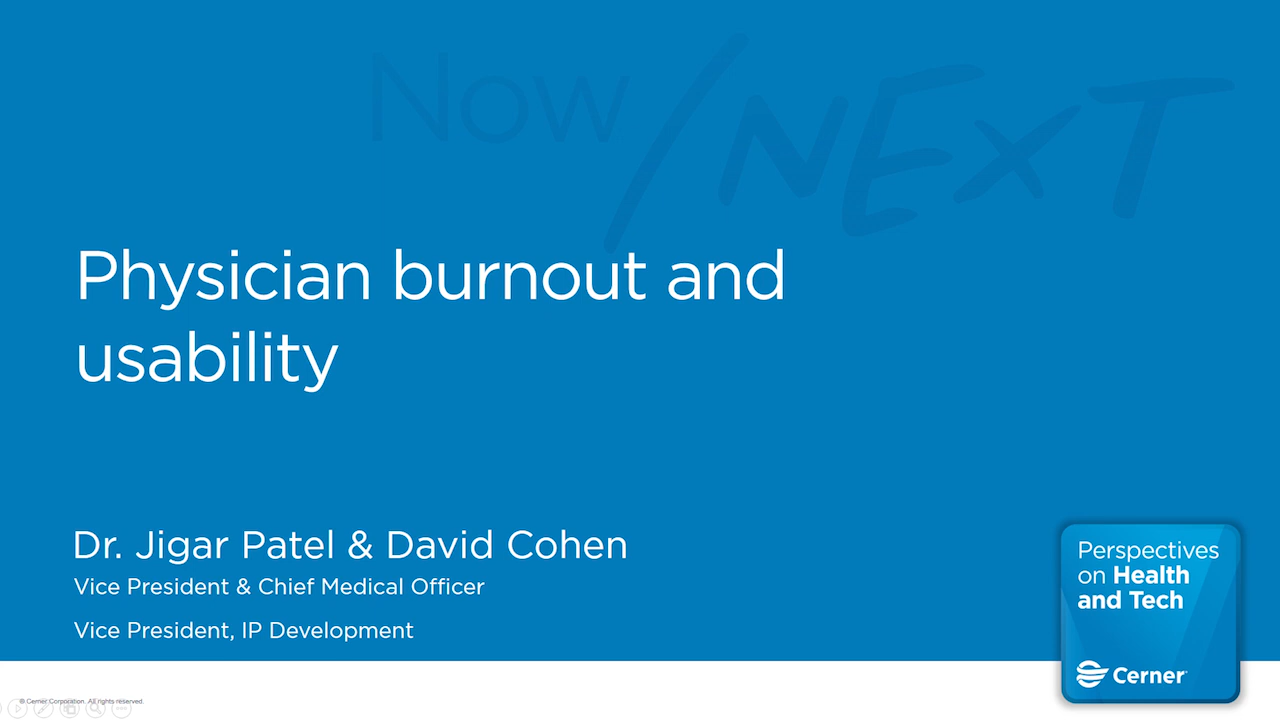 Now/NEXT
Physician burnout and
usability
Dr. Jigar Patel & David Cohen
Vice President & Chief Medical Officer
Vice President, IP Development
Perspectives
on Health
and Tech
Cerner
© Cerner Corporation. All rights reserved.